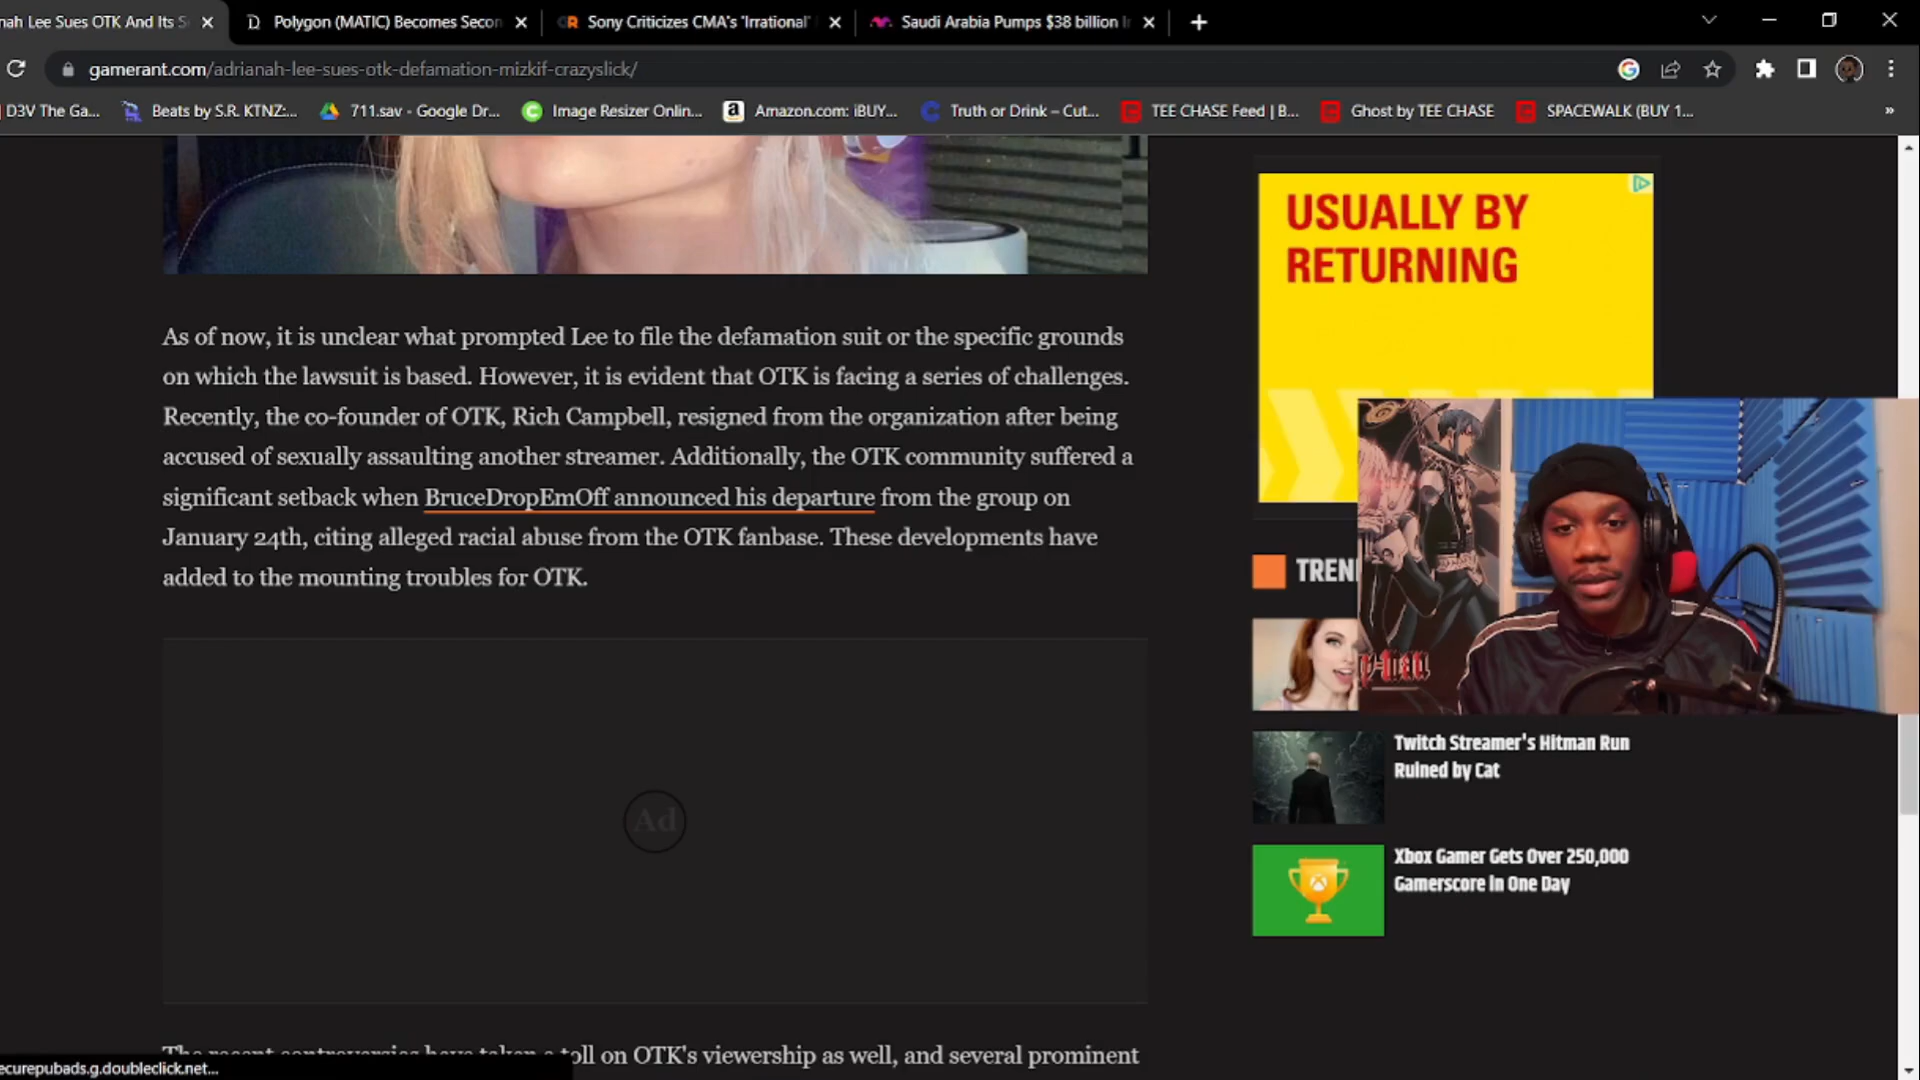 nah Lee Sues OTK And Its S
Polygon (MATIC) Becomes Secon
Sony Criticizes CMA's 'Irrational'
Saudi Arabia Pumps $38 billion I
gamerant.com/adrianah-lee-sues-otk-defamation-mizkif-crazyslick/
D3V The Ga...
Beats by S.R. KTNZ:...
711.sav - Google Dr...
Image Resizer Onlin...
Amazon.com: iBUY...
Truth or Drink – Cut...
TEE CHASE Feed | B...
Ghost by TEE CHASE
SPACEWALK (BUY 1...
USUALLY BY
RETURNING
As of now, it is unclear what prompted Lee to file the defamation suit or the specific grounds
on which the lawsuit is based. However, it is evident that OTK is facing a series of challenges.
Recently, the co-founder of OTK, Rich Campbell, resigned from the organization after being
accused of sexually assaulting another streamer. Additionally, the OTK community suffered a
significant setback when BruceDropEmOff announced his departure from the group on
January 24th, citing alleged racial abuse from the OTK fanbase. These developments have
added to the mounting troubles for OTK.
TREN
Twitch Streamer's Hitman Run
Ruined by Cat
Xbox Gamer Gets Over 250,000
Gamerscore in One Day
Ad
The recent controversies have taken a toll on OTK's viewership as well, and several prominent
ecurepubads.g.doubleclick.net...